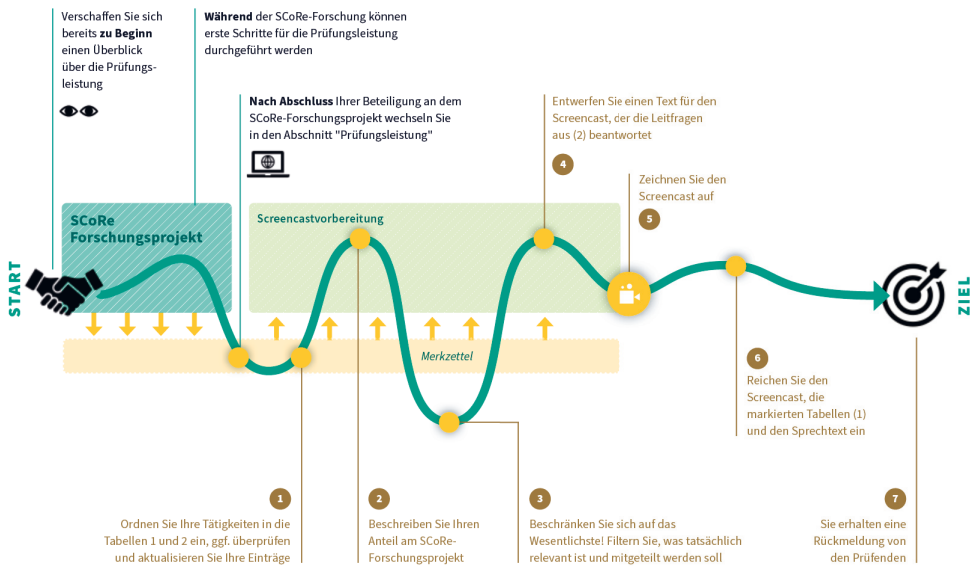 Verschaffen Sie sich
bereits zu Beginn
einen Überblick
über die Prüfungs-
leistung
Während der SCoRe-Forschung können
erste Schritte für die Prüfungsleistung
durchgeführt werden
Nach Abschluss Ihrer Beteiligung an dem
SCoRe-Forschungsprojekt wechseln Sie
in den Abschnitt "Prüfungsleistung"
Entwerfen Sie einen Text für den
Screencast, der die Leitfragen
aus (2) beantwortet
4
Zeichnen Sie den
Screencast auf
5
SCoRe
Forschungsprojekt
Screencastvorbereitung
START
ZIEL
Merkzettel
6
Reichen Sie den
Screencast, die
markierten Tabellen (1)
und den Sprechtext ein
1
Ordnen Sie Ihre Tätigkeiten in die
Tabellen 1 und 2 ein, ggf. überprüfen
und aktualisieren Sie Ihre Einträge
2
Beschreiben Sie Ihren
Anteil am SCoRe-
Forschungsprojekt
3
Beschränken Sie sich auf das
Wesentlichste! Filtern Sie, was tatsächlich
relevant ist und mitgeteilt werden soll
7
Sie erhalten eine
Rückmeldung von
den Prüfenden